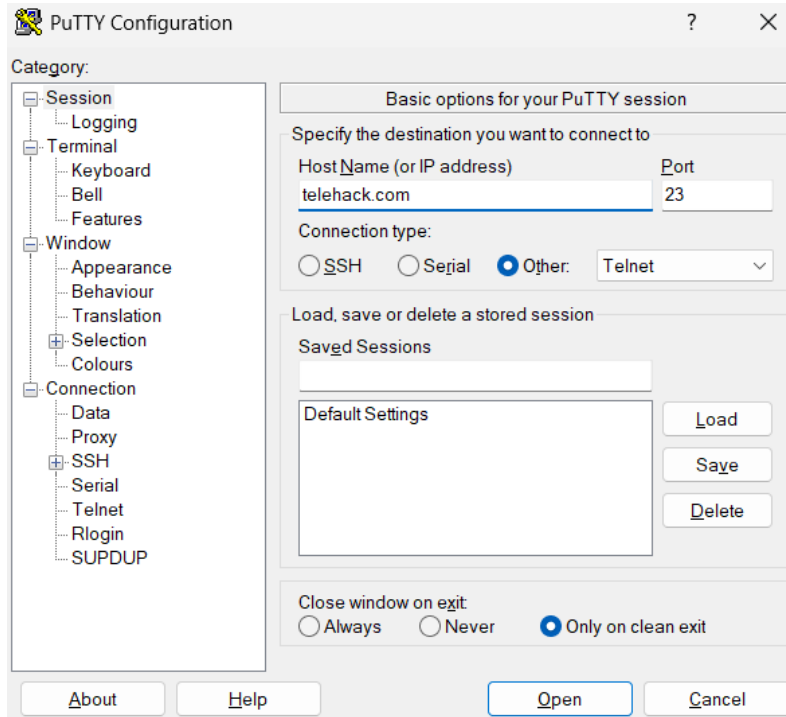 PuTTY Configuration
?
Category:
Session
Logging
Terminal
Keyboard
Bell
Features
Window
Appearance
Behaviour
Translation
Selection
Colours
Connection
Data
Proxy
SSH
Serial
Telnet
Rlogin
SUPDUP
Basic options for your PuTTY session
Specify the destination you want to connect to
Host Name (or IP address) Port
telehack.com 23
Connection type:
SSH Serial Other: Telnet
Load, save or delete a stored session
Saved Sessions
Default Settings
Load
Save
Delete
Close window on exit:
Always Never Only on clean exit
About Help Open Cancel